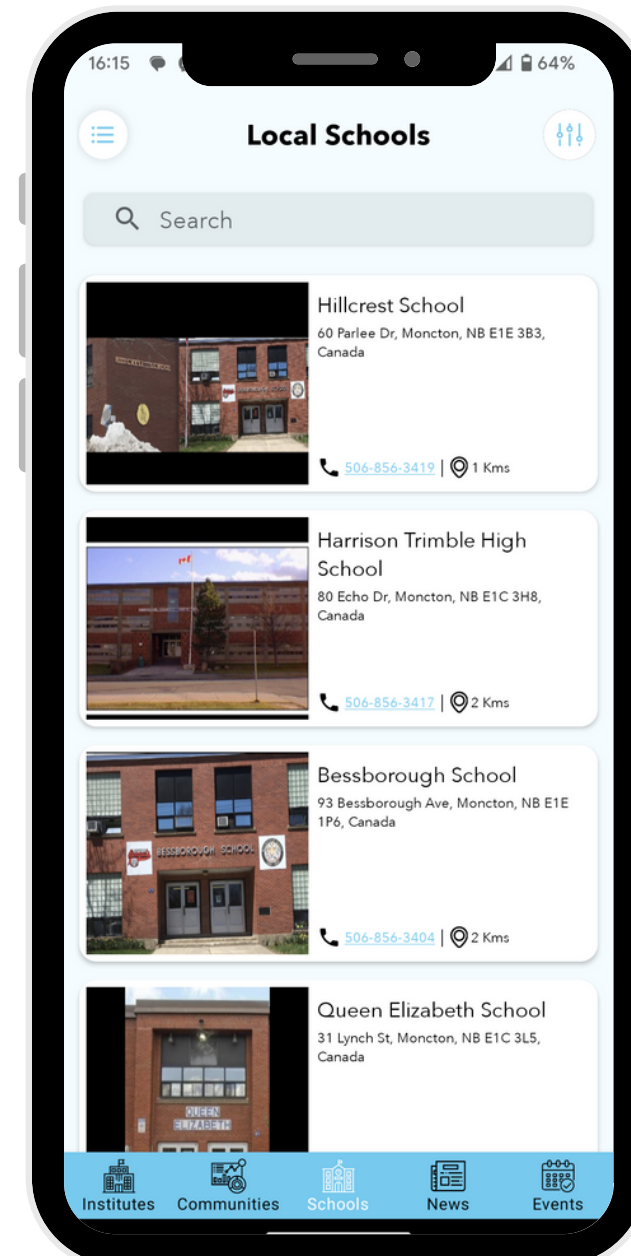 16:15
64%
Local Schools
Search
Hillcrest School
60 Parlee Dr, Moncton, NB E1E 3B3,
Canada
506-856-3419 | 1 Kms
Harrison Trimble High
School
80 Echo Dr, Moncton, NB E1C 3H8,
Canada
506-856-3417 | 2 Kms
BESSBOROUGH SCHOOL
Bessborough School
93 Bessborough Ave, Moncton, NB E1E
1P6, Canada
506-856-3404 | 2 Kms
QUEEN
ELIZABETH
Queen Elizabeth School
31 Lynch St, Moncton, NB E1C 3L5,
Canada
Institutes Communities Schools News Events